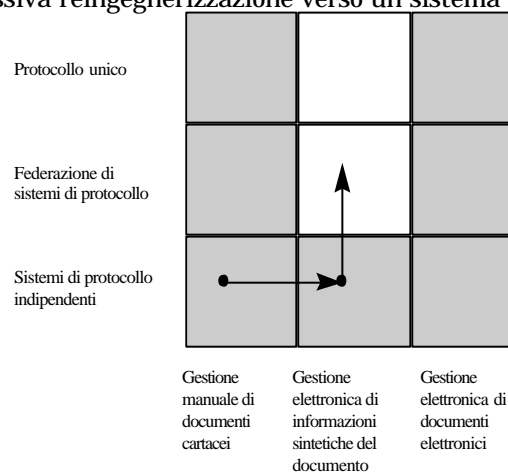 ssiva reingegnerizzazione verso un sistema
Protocollo unico
Federazione di
sistemi di protocollo
Sistemi di protocollo
indipendenti
Gestione
manuale di
documenti
cartacei
Gestione
elettronica di
informazioni
sintetiche del
documento
Gestione
elettronica di
documenti
elettronici